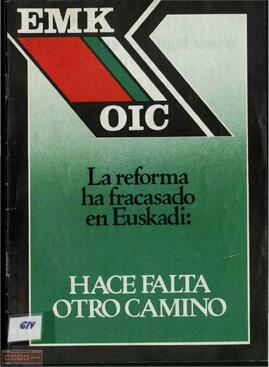 EMK
OIC
La reforma
ha fracasado
en Euskadi:
HACE FALTA
OTRO CAMINO